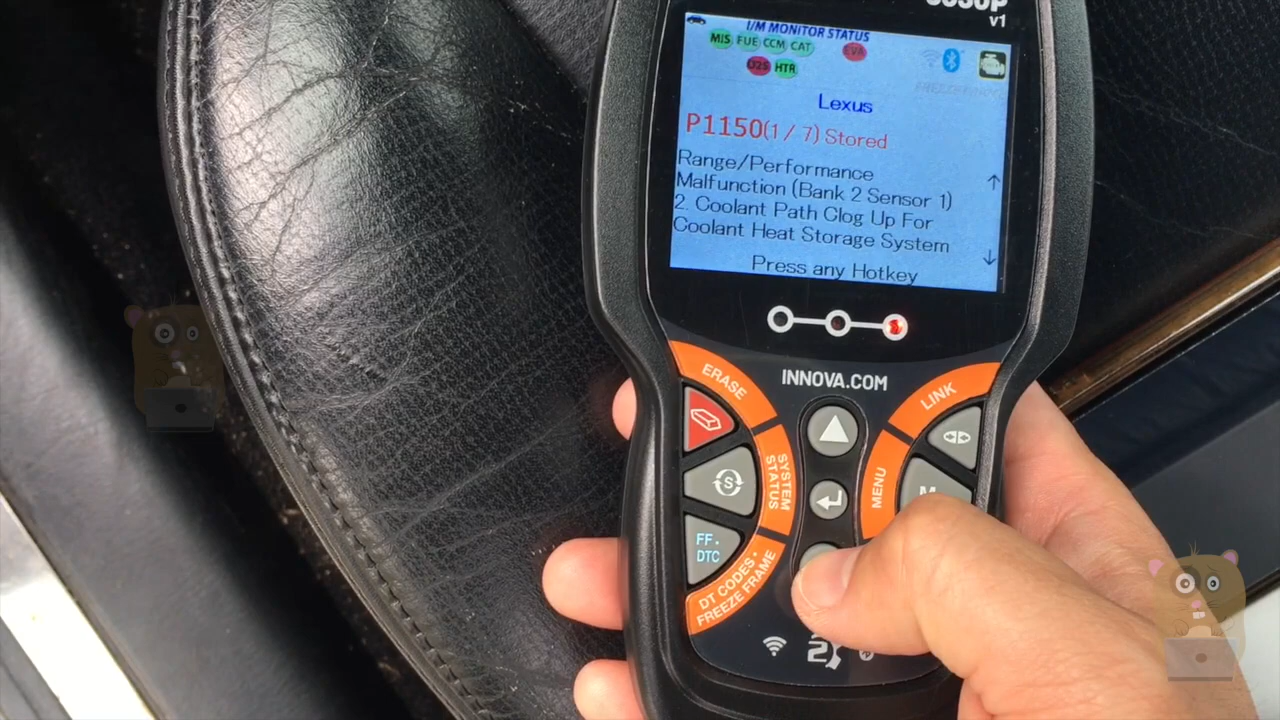 v1
I/M MONITOR STATUS
MIS FUE CCM CAT EVA
O2S HTR
Lexus
P1150(1 / 7) Stored
Range/Performance
Malfunction (Bank 2 Sensor 1)
2. Coolant Path Clog Up For
Coolant Heat Storage System
Press any Hotkey
INNOVA.COM
ERASE
LINK
S
SYSTEM STATUS
MENU
M
FF·
DTC
DT CODES·
FREEZE FRAME